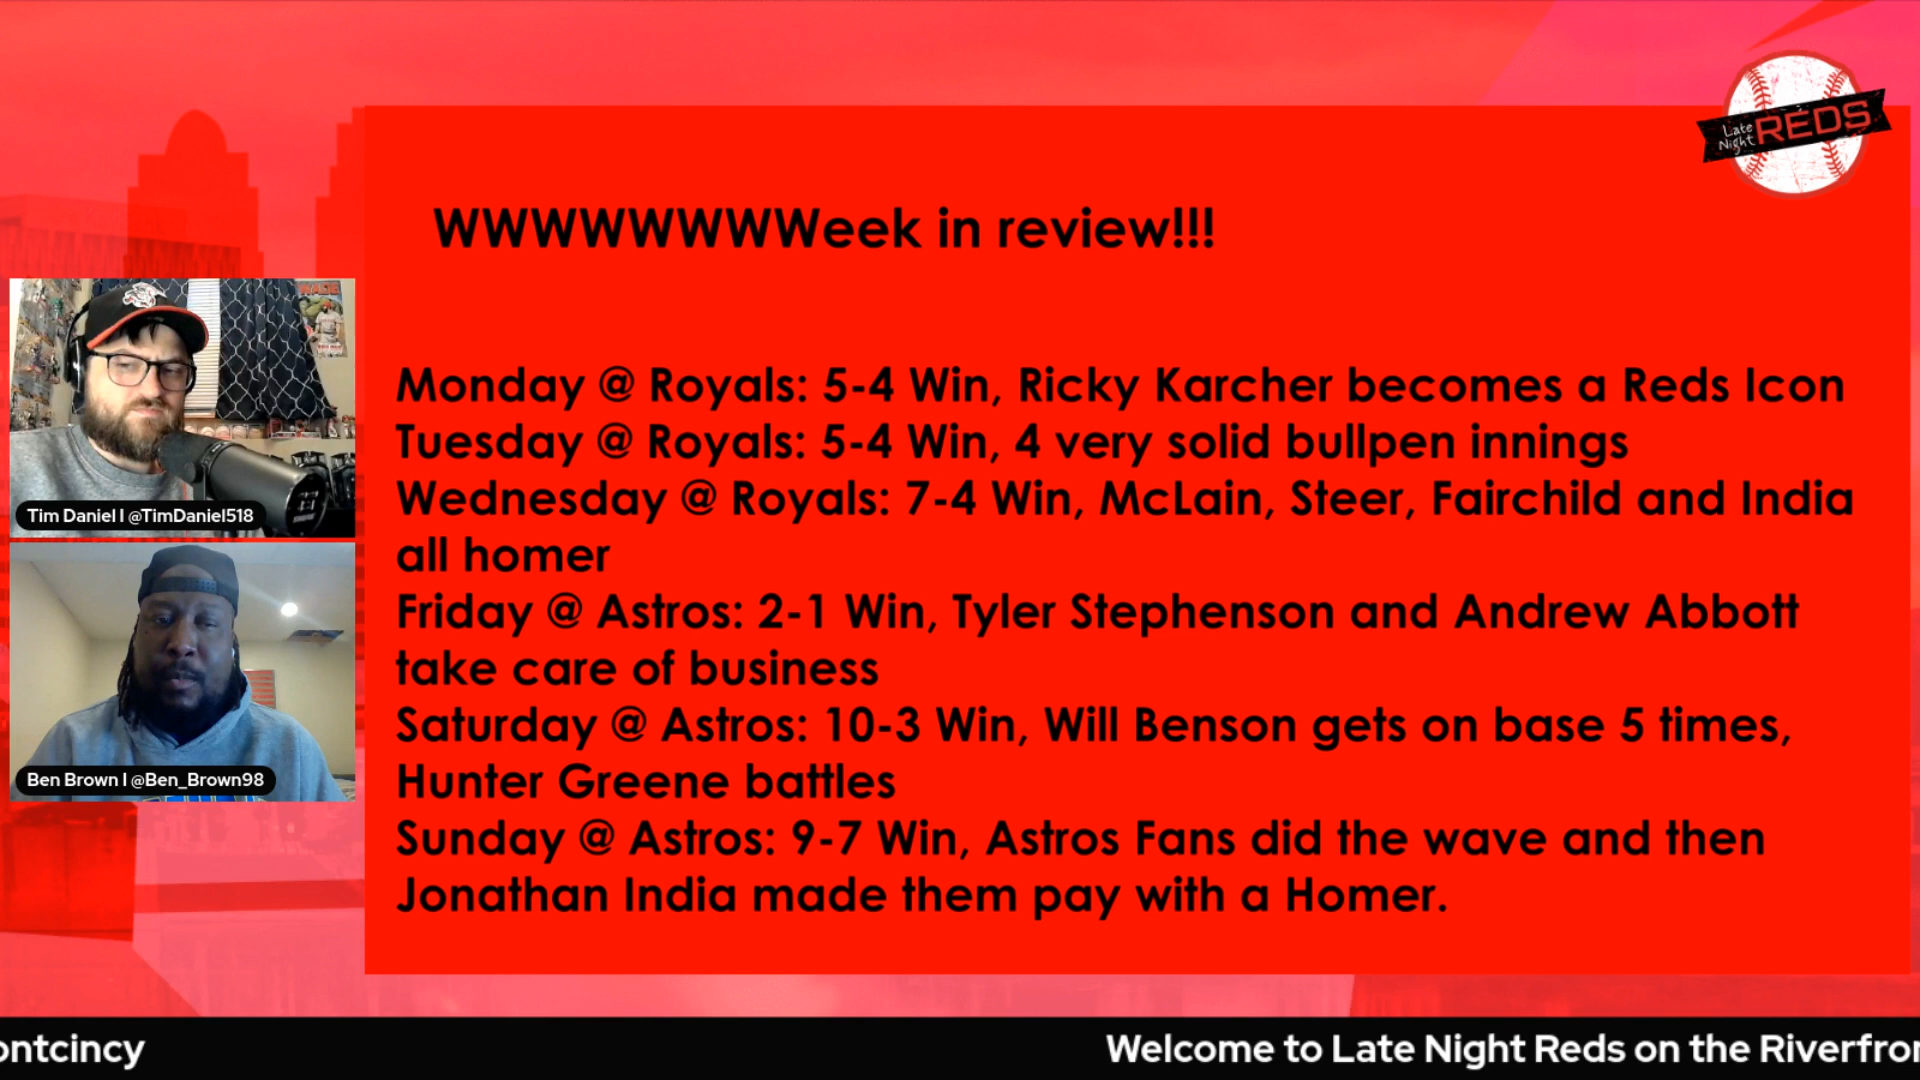 Late
Night
REDS
WWWWWWWWeek in review!!!
WADE
Monday @ Royals: 5-4 Win, Ricky Karcher becomes a Reds Icon
Tuesday @ Royals: 5-4 Win, 4 very solid bullpen innings
Wednesday @ Royals: 7-4 Win, McLain, Steer, Fairchild and India
all homer
Tim Daniel I @TimDaniel518
Friday @ Astros: 2-1 Win, Tyler Stephenson and Andrew Abbott
take care of business
Saturday @ Astros: 10-3 Win, Will Benson gets on base 5 times,
Hunter Greene battles
Ben Brown I @Ben_Brown98
Sunday @ Astros: 9-7 Win, Astros Fans did the wave and then
Jonathan India made them pay with a Homer.
ontcincy
Welcome to Late Night Reds on the Riverfron